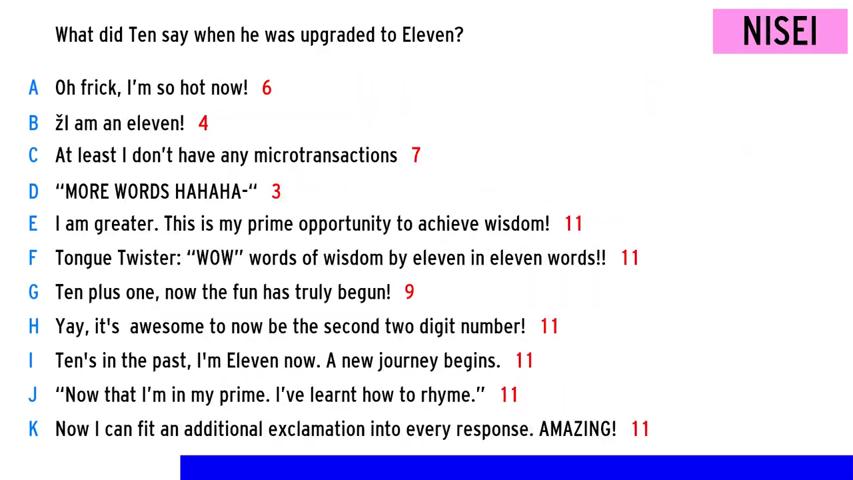 What did Ten say when he was upgraded to Eleven?
NISEI
A Oh frick, I'm so hot now! 6
B žI am an eleven! 4
C At least I don't have any microtransactions 7
D “MORE WORDS HAHAHA-“ 3
E I am greater. This is my prime opportunity to achieve wisdom! 11
F Tongue Twister: “WOW” words of wisdom by eleven in eleven words!! 11
G Ten plus one, now the fun has truly begun! 9
H Yay, it's awesome to now be the second two digit number! 11
I Ten's in the past, I'm Eleven now. A new journey begins. 11
J “Now that I'm in my prime. I've learnt how to rhyme.” 11
K Now I can fit an additional exclamation into every response. AMAZING! 11